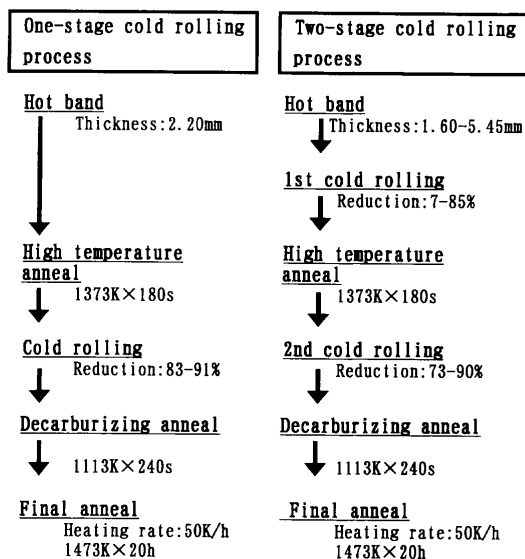 One-stage cold rolling
process
Hot band
Thickness:2.20mm
High temperature
anneal
1373K×180s
Cold rolling
Reduction:83-91%
Decarburizing anneal
1113K×240s
Final anneal
Heating rate:50K/h
1473K×20h
Two-stage cold rolling
process
Hot band
Thickness:1.60-5.45mm
1st cold rolling
Reduction:7-85%
High temperature
anneal
1373K×180s
2nd cold rolling
Reduction:73-90%
Decarburizing anneal
1113K×240s
Final anneal
Heating rate:50K/h
1473K×20h